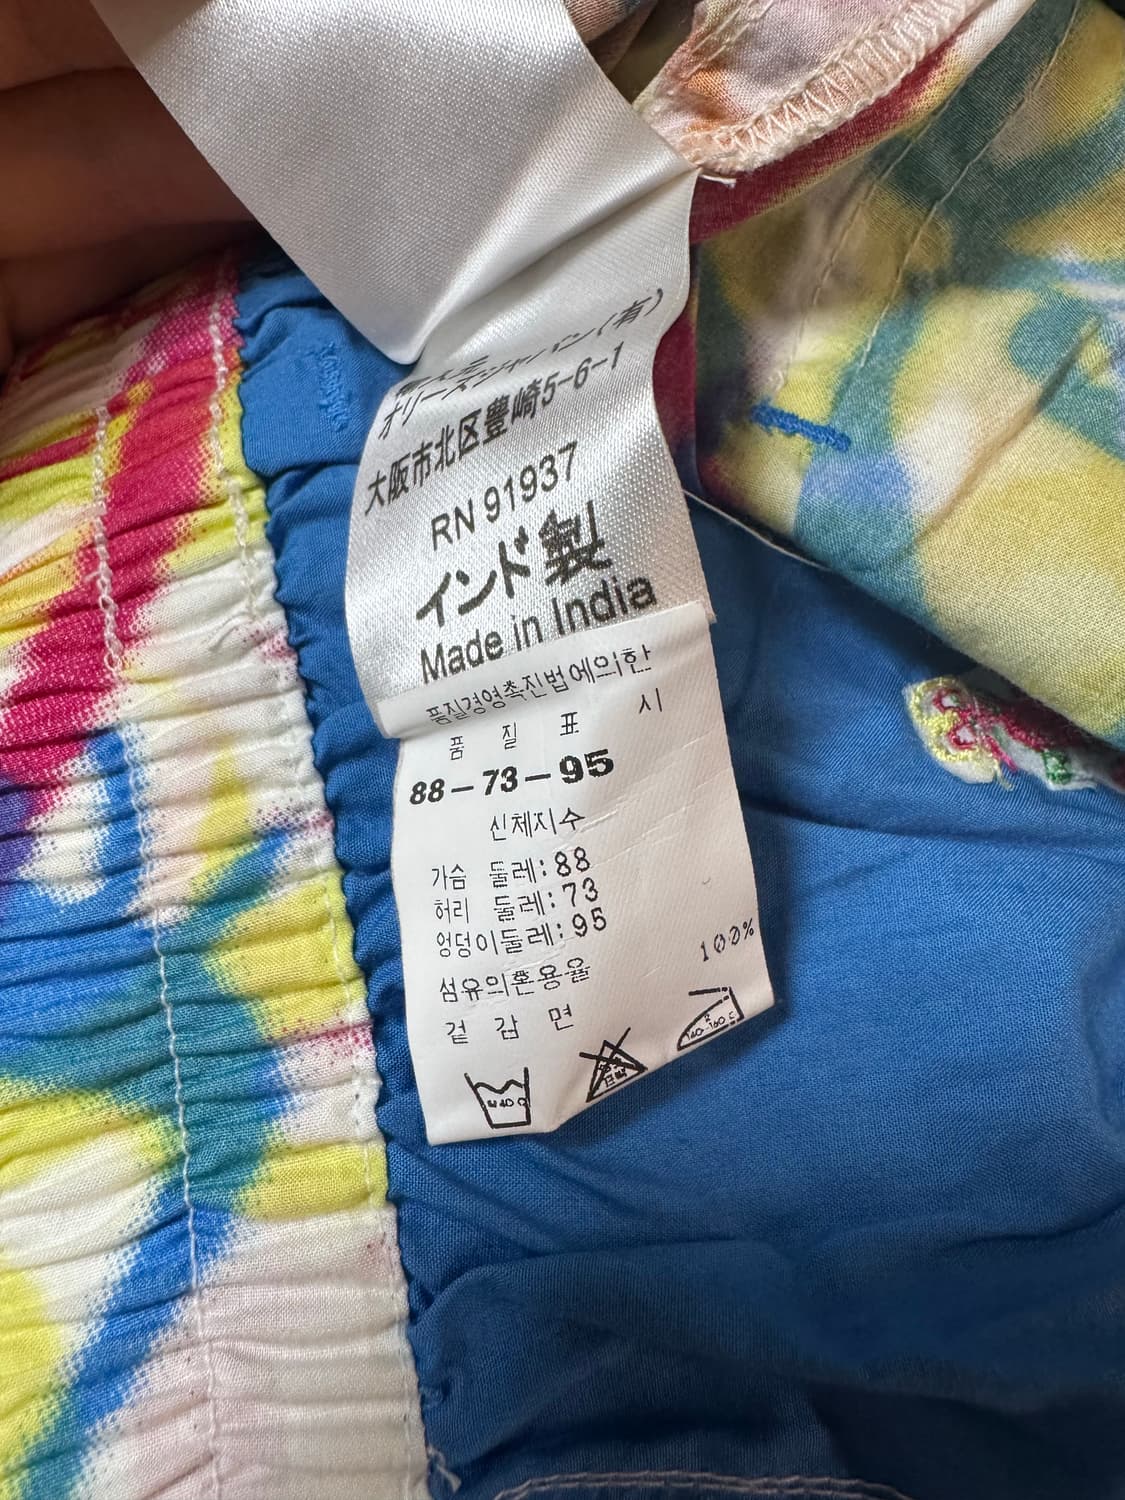 オリーズジャパン(有)
大阪市北区豊崎5-6-1
RN 91937
インド製
Made in India
품질경영촉진법에의한
품 질 표 시
88-73-95
신체지수
가슴 둘레:88
허리 둘레:73
엉덩이둘레:95
섬유의혼용율
겉 감 면 100%
140~160℃